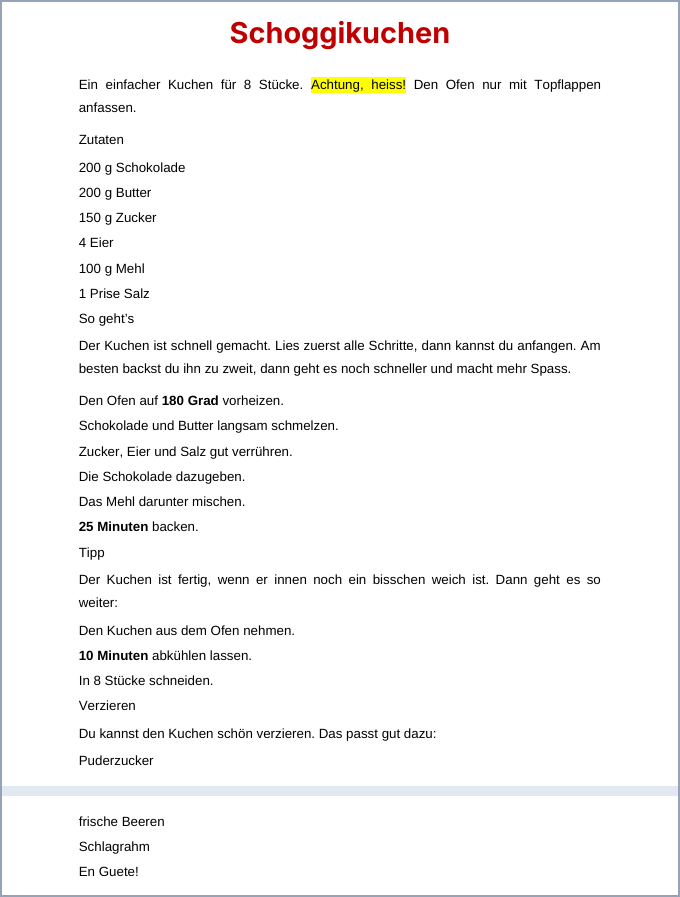 Schoggikuchen
Ein einfacher Kuchen für 8 Stücke. Achtung, heiss! Den Ofen nur mit Topflappen
anfassen.
Zutaten
200 g Schokolade
200 g Butter
150 g Zucker
4 Eier
100 g Mehl
1 Prise Salz
So geht’s
Der Kuchen ist schnell gemacht. Lies zuerst alle Schritte, dann kannst du anfangen. Am
besten backst du ihn zu zweit, dann geht es noch schneller und macht mehr Spass.
Den Ofen auf 180 Grad vorheizen.
Schokolade und Butter langsam schmelzen.
Zucker, Eier und Salz gut verrühren.
Die Schokolade dazugeben.
Das Mehl darunter mischen.
25 Minuten backen.
Tipp
Der Kuchen ist fertig, wenn er innen noch ein bisschen weich ist. Dann geht es so
weiter:
Den Kuchen aus dem Ofen nehmen.
10 Minuten abkühlen lassen.
In 8 Stücke schneiden.
Verzieren
Du kannst den Kuchen schön verzieren. Das passt gut dazu:
Puderzucker
frische Beeren
Schlagrahm
En Guete!